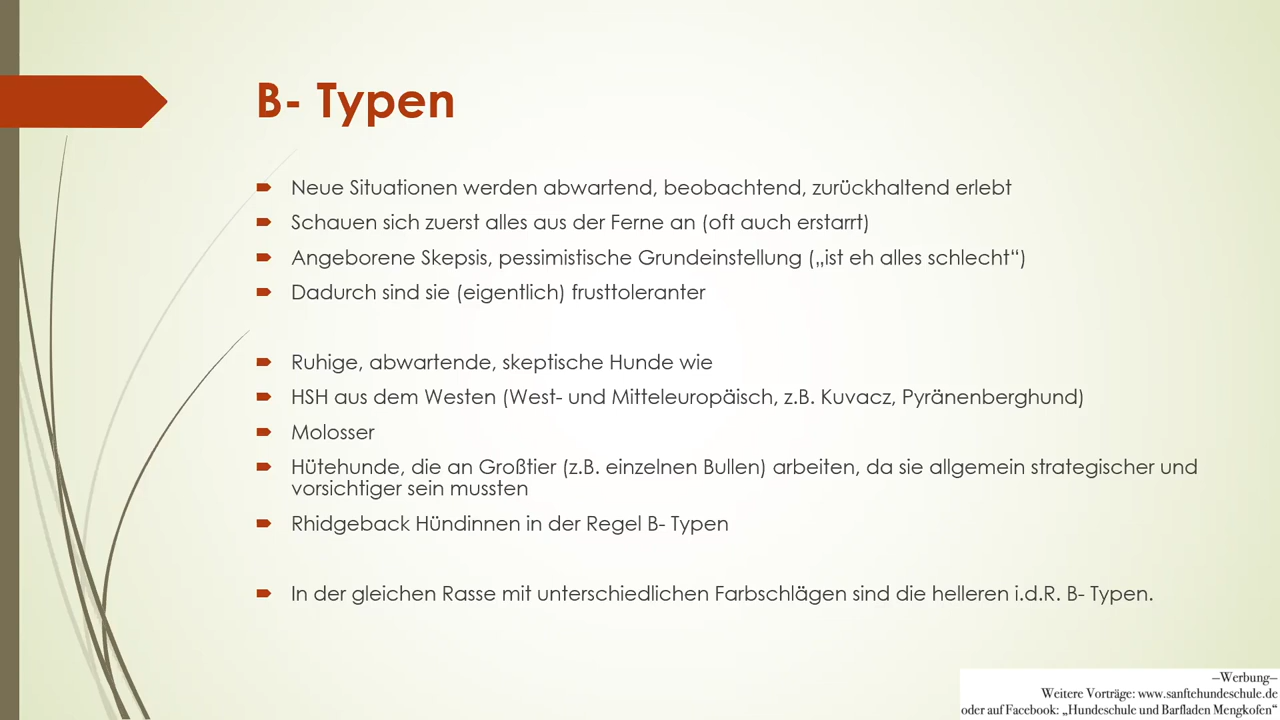 B- Typen
Neue Situationen werden abwartend, beobachtend, zurückhaltend erlebt
Schauen sich zuerst alles aus der Ferne an (oft auch erstarrt)
Angeborene Skepsis, pessimistische Grundeinstellung („ist eh alles schlecht“)
Dadurch sind sie (eigentlich) frusttoleranter
Ruhige, abwartende, skeptische Hunde wie
HSH aus dem Westen (West- und Mitteleuropäisch, z.B. Kuvacz, Pyränenberghund)
Molosser
Hütehunde, die an Großtier (z.B. einzelnen Bullen) arbeiten, da sie allgemein strategischer und
vorsichtiger sein mussten
Rhidgeback Hündinnen in der Regel B- Typen
In der gleichen Rasse mit unterschiedlichen Farbschlägen sind die helleren i.d.R. B- Typen.
—Werbung—
Weitere Vorträge: www.sanftehundeschule.de
oder auf Facebook: „Hundeschule und Barfladen Mengkofen“